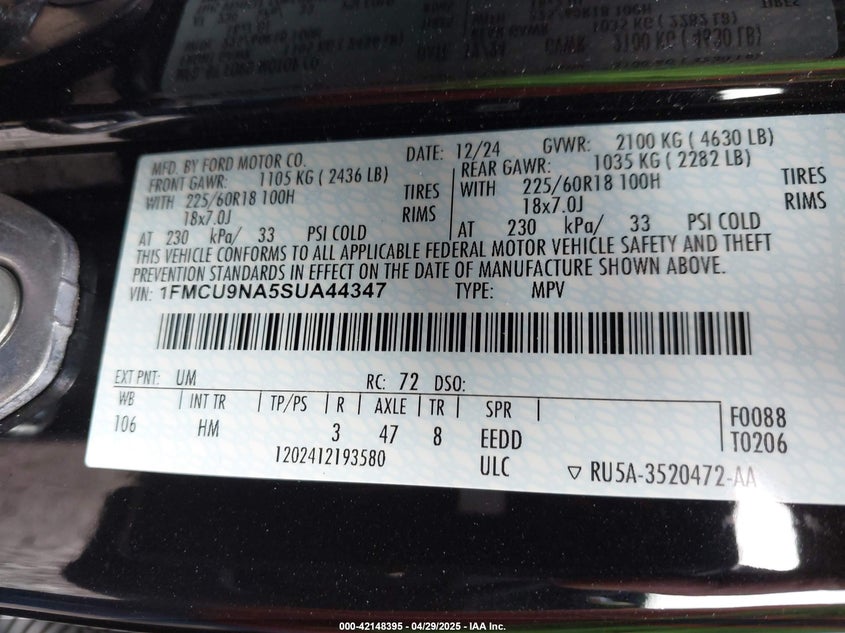 MFD. BY FORD MOTOR CO.
DATE: 12/24 GVWR: 2100 KG ( 4630 LB)
FRONT GAWR: 1105 KG ( 2436 LB) REAR GAWR: 1035 KG ( 2282 LB)
WITH 225/60R18 100H TIRES WITH 225/60R18 100H TIRES
18x7.0J RIMS 18x7.0J RIMS
AT 230 kPa/ 33 PSI COLD AT 230 kPa/ 33 PSI COLD
THIS VEHICLE CONFORMS TO ALL APPLICABLE FEDERAL MOTOR VEHICLE SAFETY AND THEFT
PREVENTION STANDARDS IN EFFECT ON THE DATE OF MANUFACTURE SHOWN ABOVE.
VIN: 1FMCU9NA5SUA44347 TYPE: MPV
EXT PNT: UM RC: 72 DSO:
WB INT TR TP/PS R AXLE TR SPR F0088
106 HM 3 47 8 EEDD T0206
1202412193580 ULC RU5A-3520472-AA
000-42148395 - 04/29/2025 - IAA Inc.